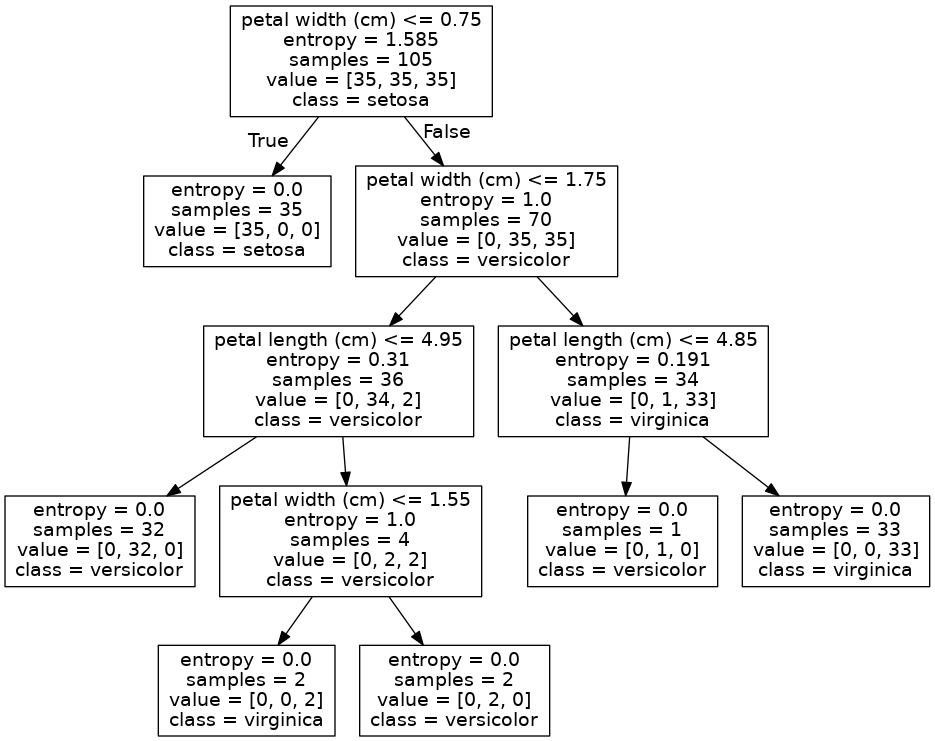 petal width (cm) <= 0.75
entropy = 1.585
samples = 105
value = [35, 35, 35]
class = setosa
True
False
entropy = 0.0
samples = 35
value = [35, 0, 0]
class = setosa
petal width (cm) <= 1.75
entropy = 1.0
samples = 70
value = [0, 35, 35]
class = versicolor
petal length (cm) <= 4.95
entropy = 0.31
samples = 36
value = [0, 34, 2]
class = versicolor
petal length (cm) <= 4.85
entropy = 0.191
samples = 34
value = [0, 1, 33]
class = virginica
entropy = 0.0
samples = 32
value = [0, 32, 0]
class = versicolor
petal width (cm) <= 1.55
entropy = 1.0
samples = 4
value = [0, 2, 2]
class = versicolor
entropy = 0.0
samples = 1
value = [0, 1, 0]
class = versicolor
entropy = 0.0
samples = 33
value = [0, 0, 33]
class = virginica
entropy = 0.0
samples = 2
value = [0, 0, 2]
class = virginica
entropy = 0.0
samples = 2
value = [0, 2, 0]
class = versicolor